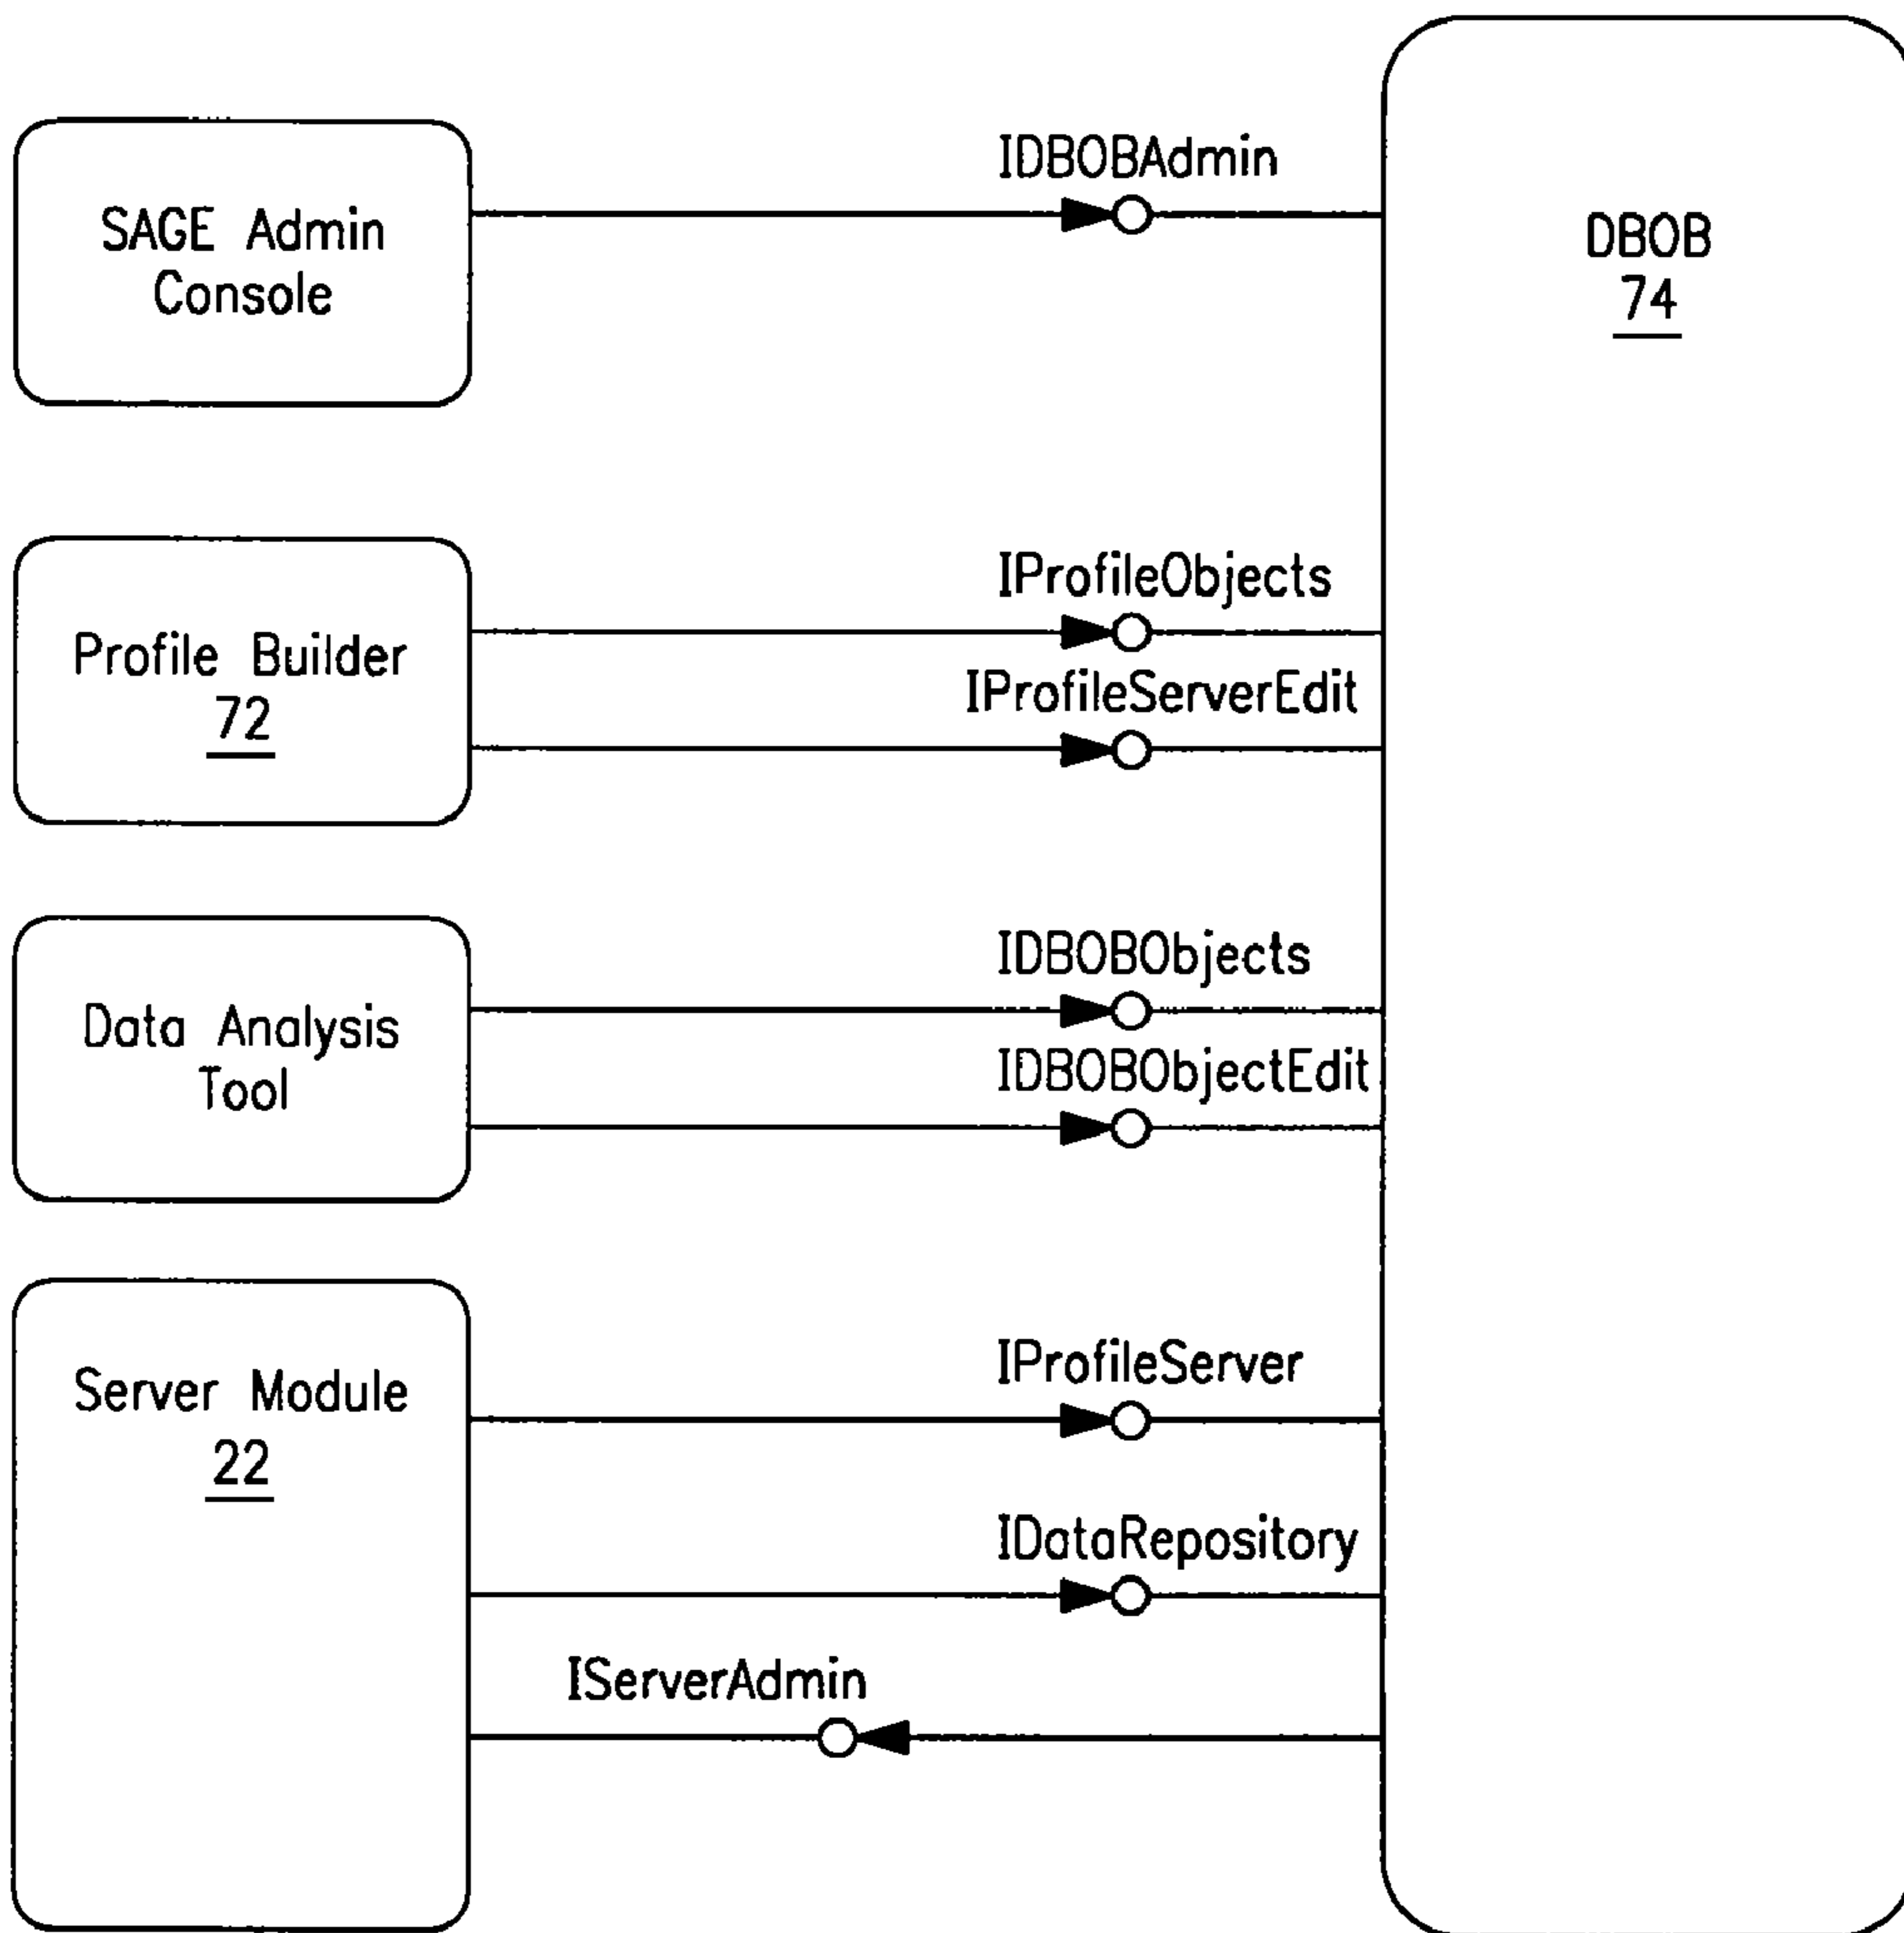 IDBOBAdmin
SAGE Admin
Console
DBOB
74
IProfileObjects
Profile Builder
72
IProfileServerEdit
IDBOBObjects
Data Analysis
Tool
IDBOBObjectEdit
IProfileServer
Server Module
22
IDataRepository
IServerAdmin